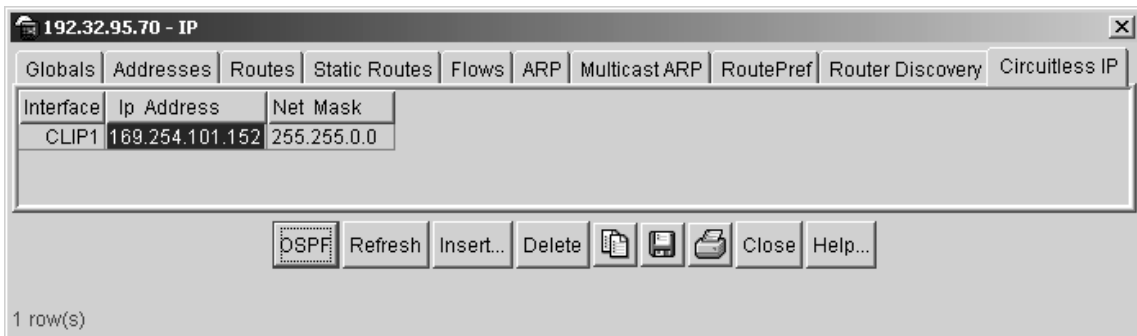 192.32.95.70 - IP
Globals Addresses Routes Static Routes Flows ARP Multicast ARP RoutePref Router Discovery Circuitless IP
Interface Ip Address Net Mask
CLIP1 169.254.101.152 255.255.0.0
OSPF Refresh Insert... Delete Close Help...
1 row(s)